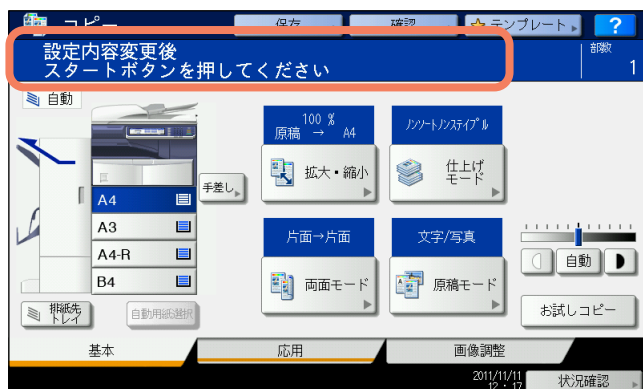 コピー
保存
確認
テンプレート
?
設定内容変更後
スタートボタンを押してください
部数
1
自動
100 %
原稿 → A4
ノンソートノンステイプル
拡大・縮小
仕上げ
モード
手差し
A4
A3
A4-R
B4
片面→片面
文字/写真
両面モード
原稿モード
自動
排紙先
トレイ
自動用紙選択
お試しコピー
基本
応用
画像調整
2011/11/11
12 : 17
状況確認